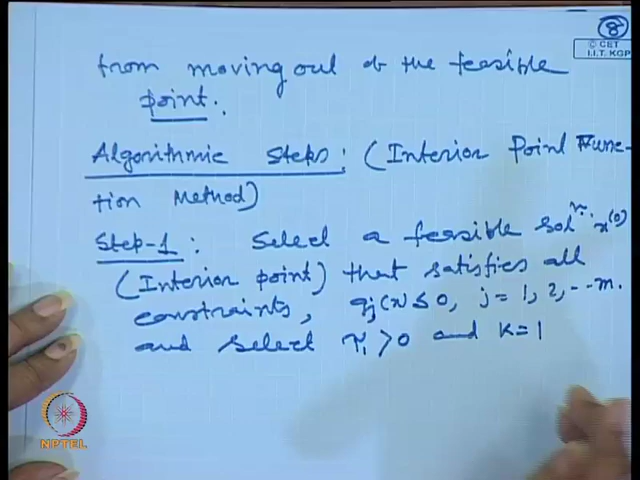 8
© CET
I.I.T. KGP
from moving out of the feasible
point.
Algorithmic Steps: (Interior Point Func-
tion Method)
Step-1: Select a feasible solⁿ. x⁽⁰⁾
(Interior point) that satisfies all
constraints, gj(x) ≤ 0, j = 1, 2, --m.
and select r₁ > 0 and k = 1
NPTEL